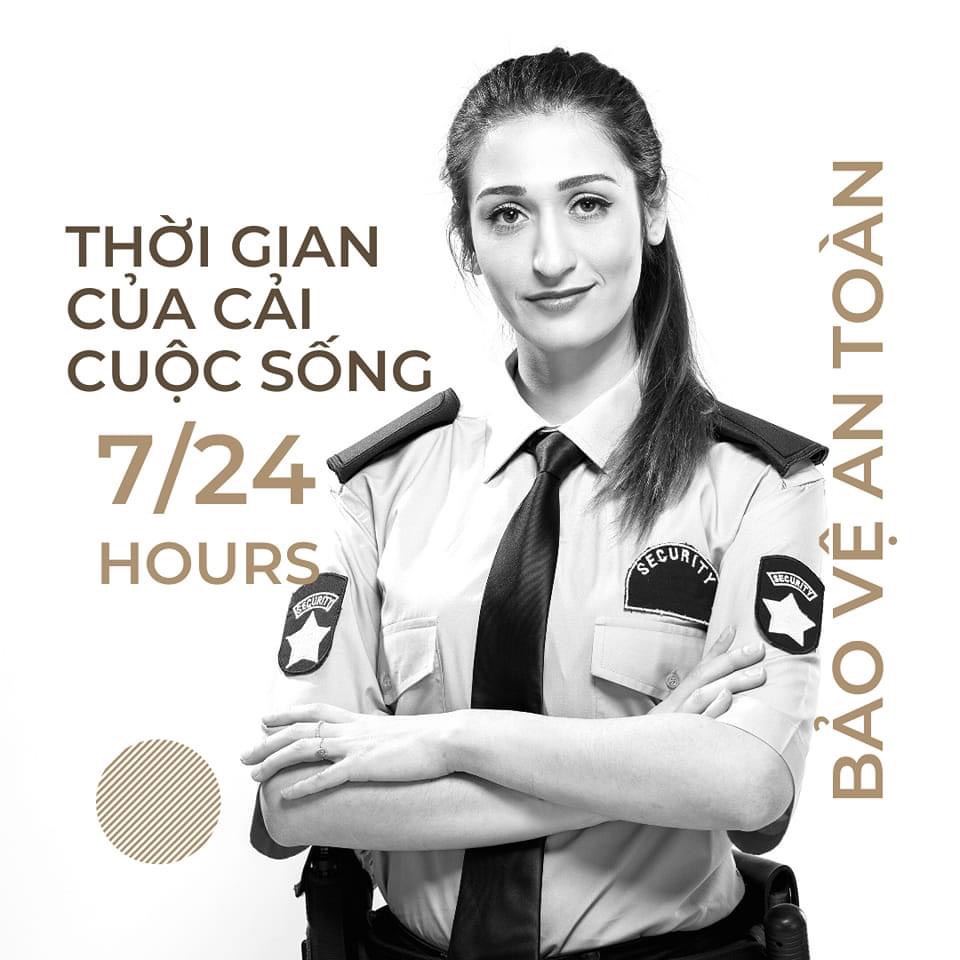 THỜI GIAN
CỦA CẢI
CUỘC SỐNG
7/24
HOURS
BẢO VỆ AN TOÀN
SECURITY
SECURITY
SECURITY